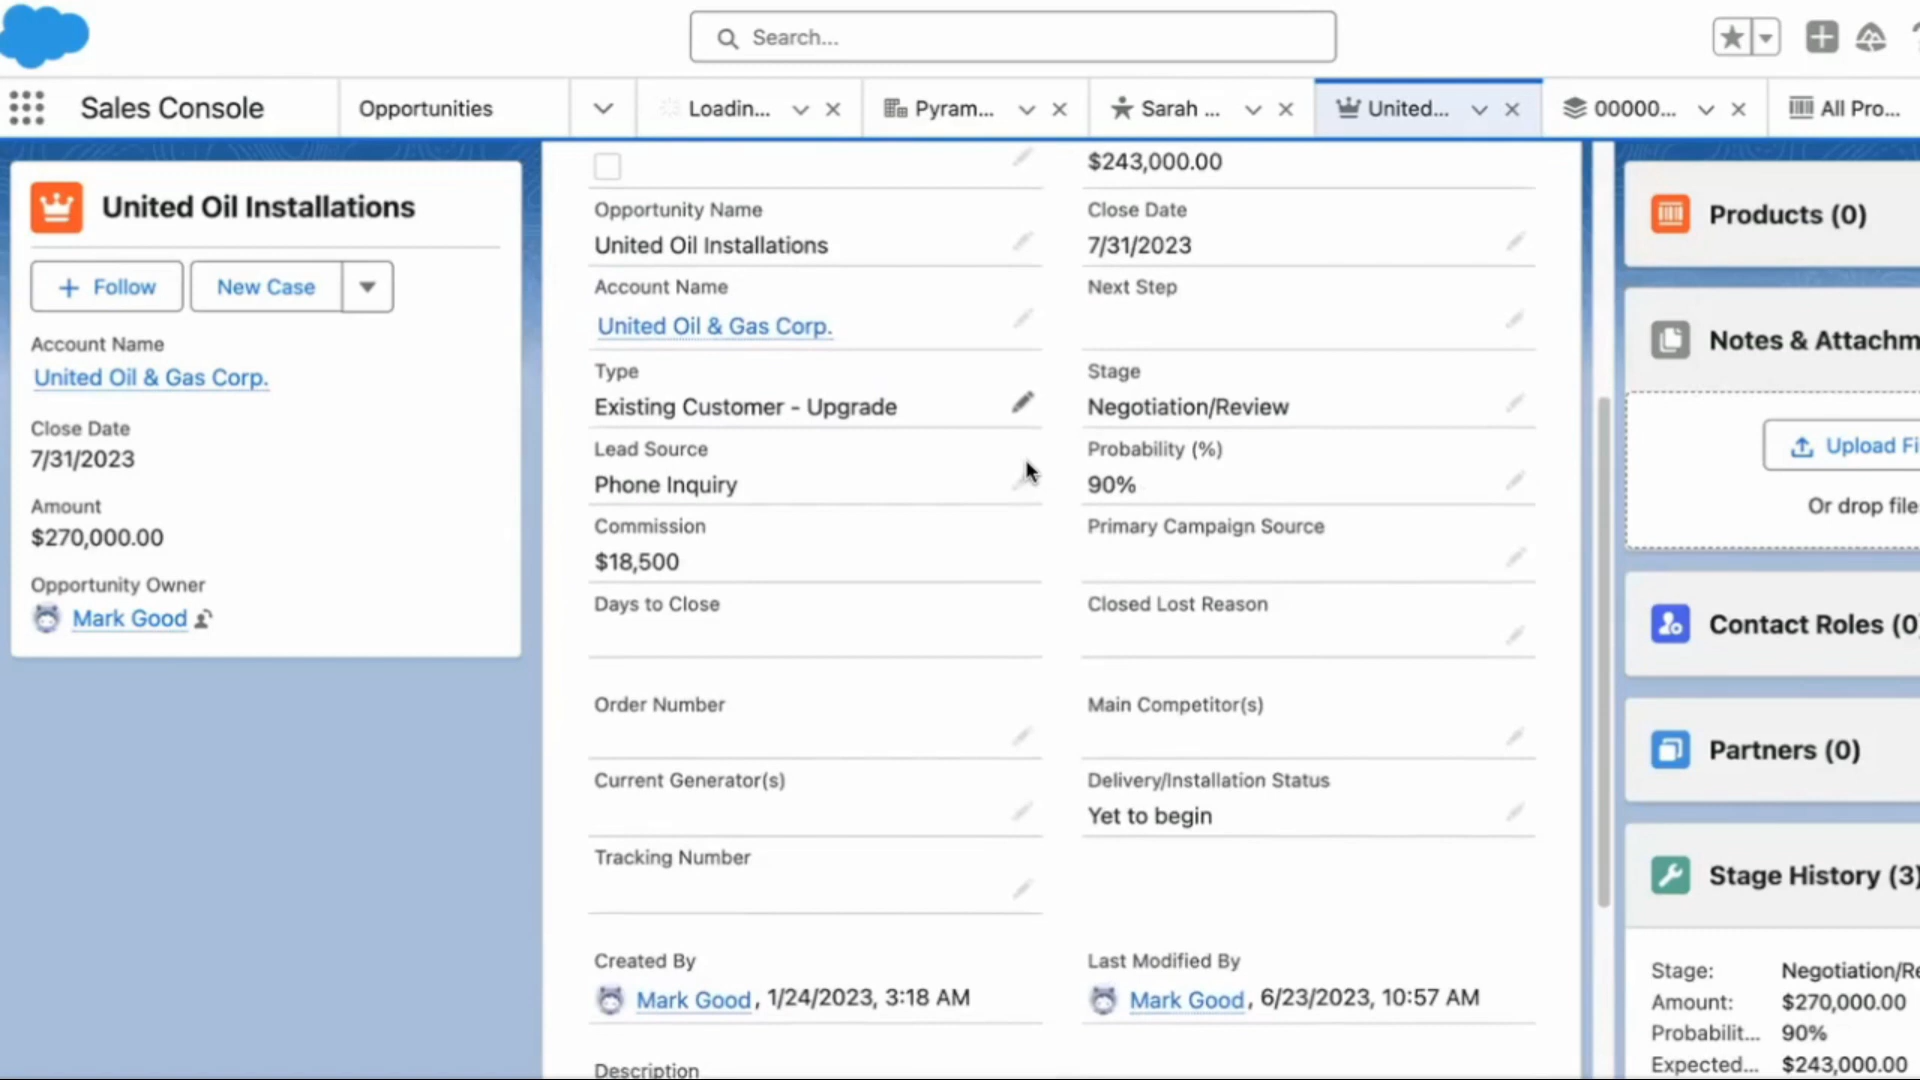 Search...
Sales Console
Opportunities
Loadin...
Pyram...
Sarah ...
United...
00000...
All Pro...
United Oil Installations
Follow
New Case
Account Name
United Oil & Gas Corp.
Close Date
7/31/2023
Amount
$270,000.00
Opportunity Owner
Mark Good
$243,000.00
Opportunity Name
United Oil Installations
Close Date
7/31/2023
Account Name
United Oil & Gas Corp.
Next Step
Type
Existing Customer - Upgrade
Stage
Negotiation/Review
Lead Source
Phone Inquiry
Probability (%)
90%
Commission
$18,500
Primary Campaign Source
Days to Close
Closed Lost Reason
Order Number
Main Competitor(s)
Current Generator(s)
Delivery/Installation Status
Yet to begin
Tracking Number
Created By
Mark Good, 1/24/2023, 3:18 AM
Last Modified By
Mark Good, 6/23/2023, 10:57 AM
Description
Products (0)
Notes & Attachm
Upload Fi
Or drop file
Contact Roles (0)
Partners (0)
Stage History (3)
Stage: Negotiation/Re
Amount: $270,000.00
Probabilit... 90%
Expected... $243,000.00